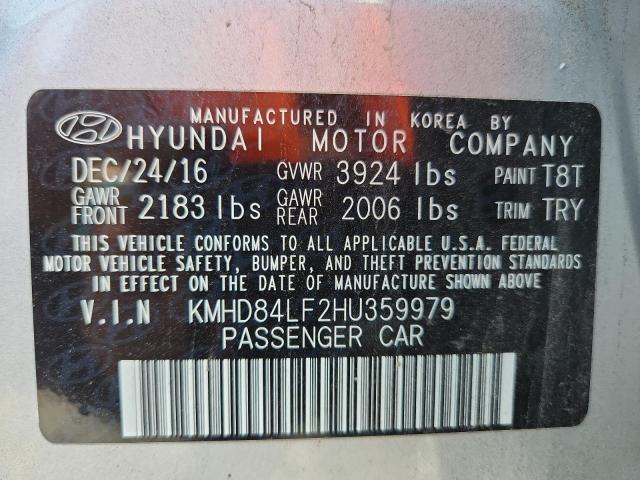 MANUFACTURED IN KOREA BY
HYUNDAI MOTOR COMPANY
DEC/24/16 GVWR 3924 lbs PAINT T8T
GAWR FRONT 2183 lbs GAWR REAR 2006 lbs TRIM TRY
THIS VEHICLE CONFORMS TO ALL APPLICABLE U.S.A. FEDERAL
MOTOR VEHICLE SAFETY, BUMPER, AND THEFT PREVENTION STANDARDS
IN EFFECT ON THE DATE OF MANUFACTURE SHOWN ABOVE
V.I.N KMHD84LF2HU359979
PASSENGER CAR